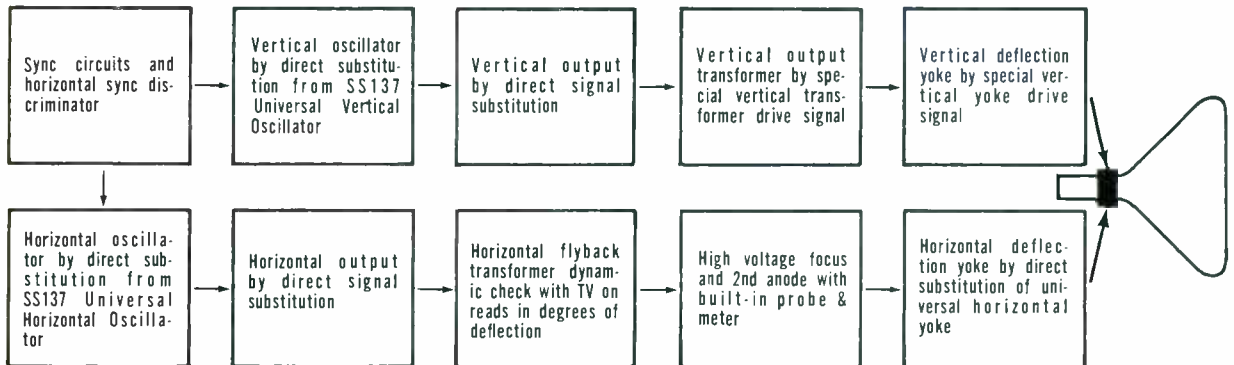 Sync circuits and
horizontal sync dis-
criminator
Vertical oscillator
by direct substitu-
tion from SS137
Universal Vertical
Oscillator
Vertical output
by direct signal
substitution
Vertical output
transformer by spe-
cial vertical trans-
former drive signal
Vertical deflection
yoke by special ver-
tical yoke drive
signal
Horizontal oscilla-
tor by direct sub-
stitution from
SS137 Universal
Horizontal Oscilla-
tor
Horizontal output
by direct signal
substitution
Horizontal flyback
transformer dynam-
ic check with TV on
reads in degrees of
deflection
High voltage focus
and 2nd anode with
built-in probe &
meter
Horizontal deflec-
tion yoke by direct
substitution of uni-
versal horizontal
yoke